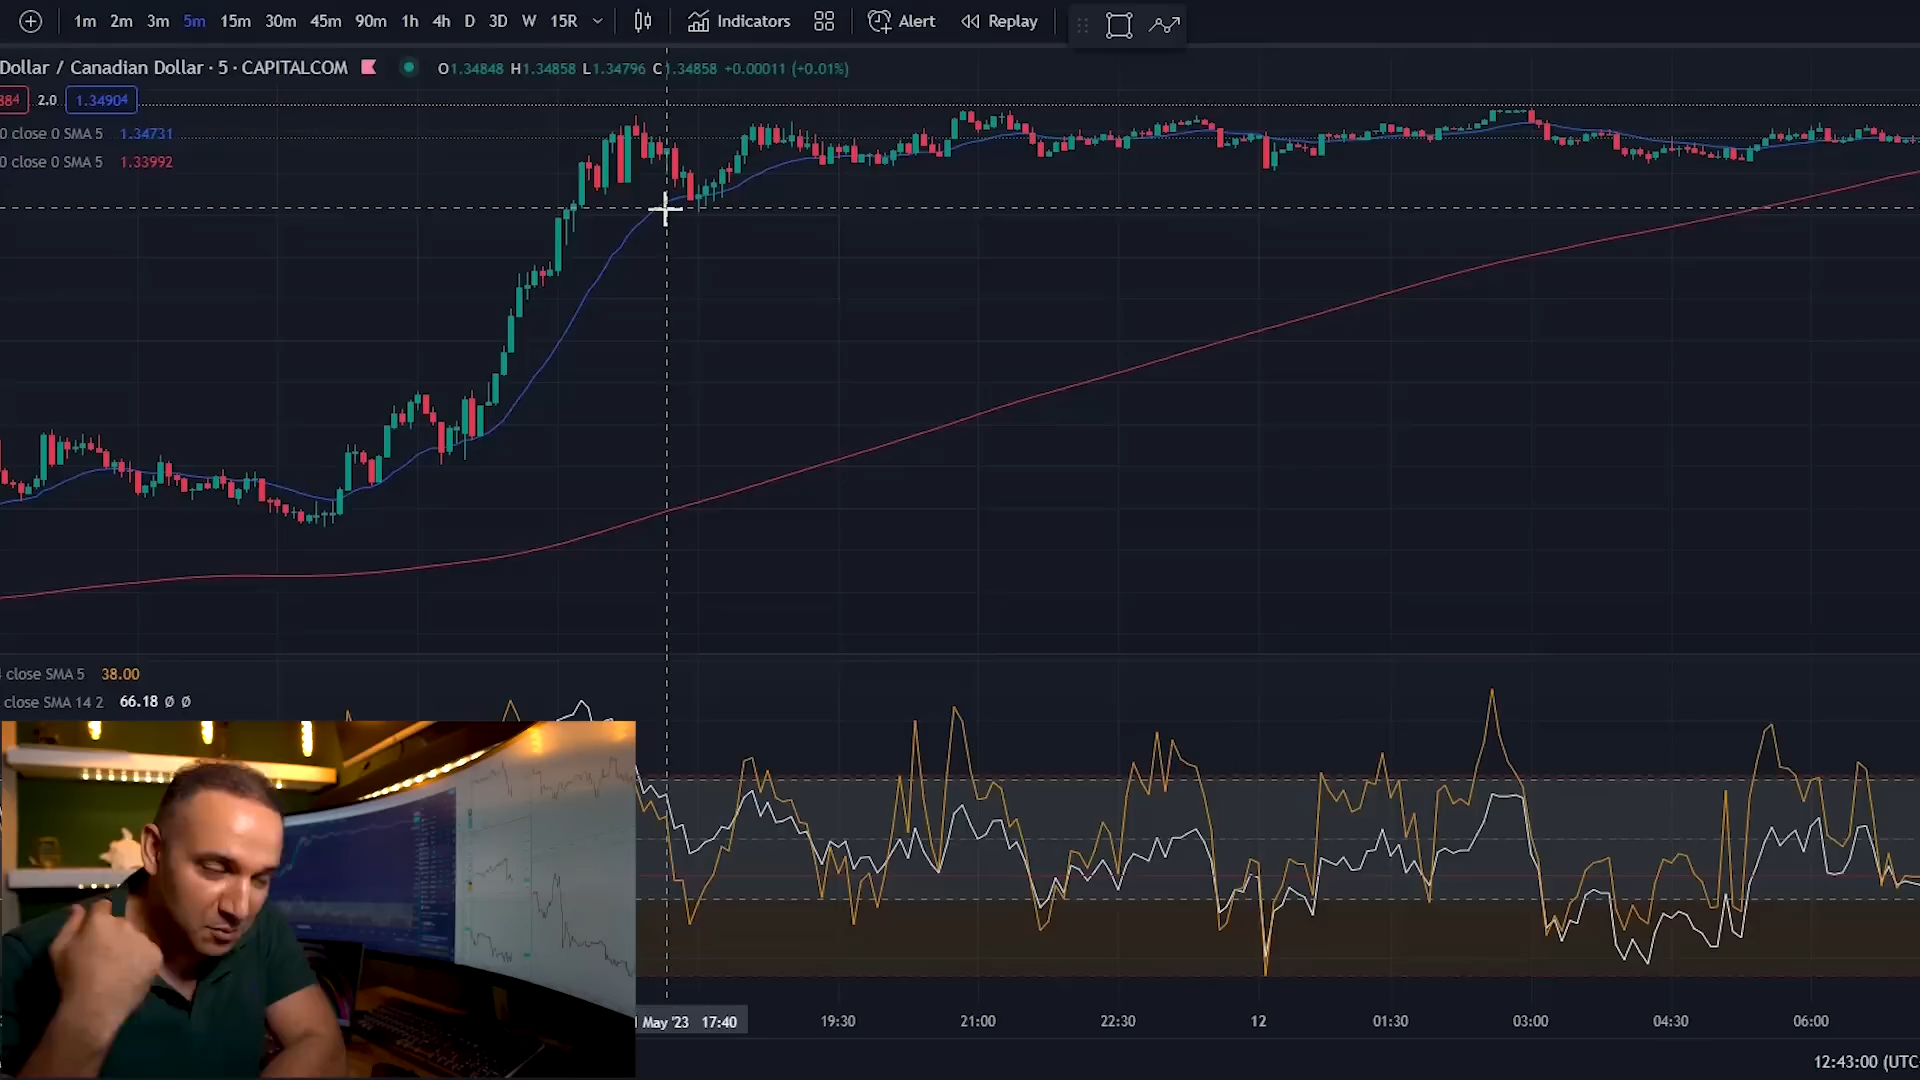 1m 2m 3m 5m 15m 30m 45m 90m 1h 4h D 3D W 15R Indicators Alert Replay
Dollar / Canadian Dollar · 5 · CAPITALCOM O1.34848 H1.34858 L1.34796 C1.34858 +0.00011 (+0.01%)
884 2.0 1.34904
0 close 0 SMA 5 1.34731
0 close 0 SMA 5 1.33992
close SMA 5 38.00
close SMA 14 2 66.18 Ø Ø
May '23 17:40 19:30 21:00 22:30 12 01:30 03:00 04:30 06:00
12:43:00 (UTC-